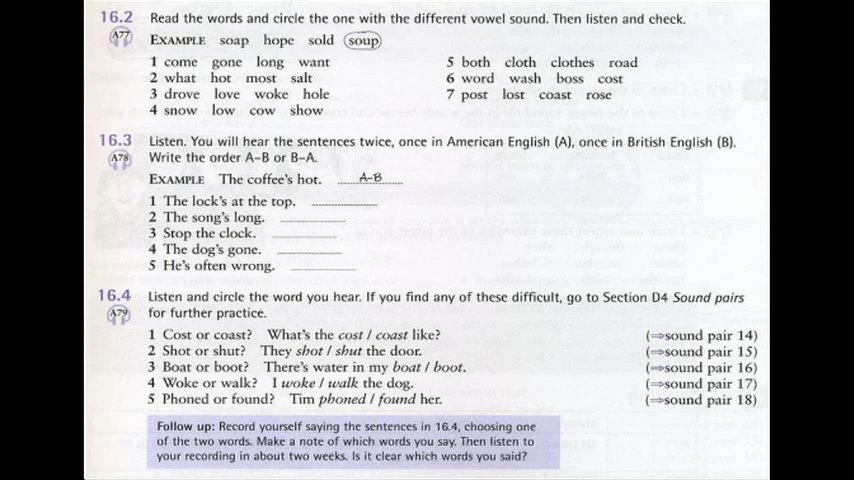 16.2 Read the words and circle the one with the different vowel sound. Then listen and check.
A77 EXAMPLE soap hope sold soup
1 come gone long want
2 what hot most salt
3 drove love woke hole
4 snow low cow show
5 both cloth clothes road
6 word wash boss cost
7 post lost coast rose
16.3 Listen. You will hear the sentences twice, once in American English (A), once in British English (B).
A78 Write the order A–B or B–A.
EXAMPLE The coffee's hot. A–B
1 The lock's at the top.
2 The song's long.
3 Stop the clock.
4 The dog's gone.
5 He's often wrong.
16.4 Listen and circle the word you hear. If you find any of these difficult, go to Section D4 Sound pairs
A79 for further practice.
1 Cost or coast? What's the cost / coast like? (⇒sound pair 14)
2 Shot or shut? They shot / shut the door. (⇒sound pair 15)
3 Boat or boot? There's water in my boat / boot. (⇒sound pair 16)
4 Woke or walk? I woke / walk the dog. (⇒sound pair 17)
5 Phoned or found? Tim phoned / found her. (⇒sound pair 18)
Follow up: Record yourself saying the sentences in 16.4, choosing one
of the two words. Make a note of which words you say. Then listen to
your recording in about two weeks. Is it clear which words you said?